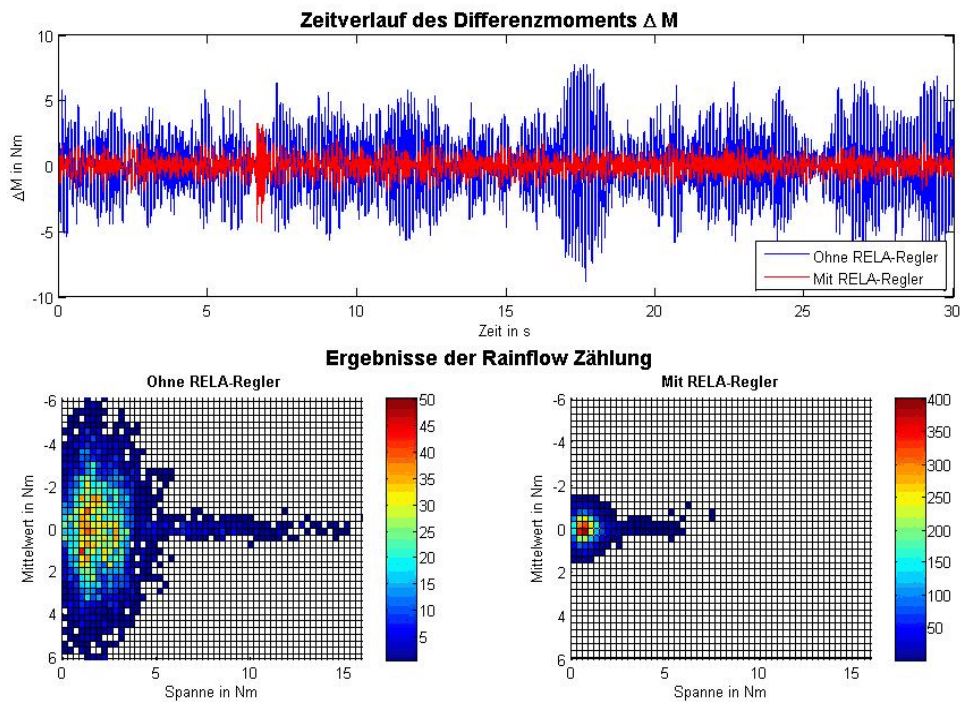 Zeitverlauf des Differenzmoments Δ M
10
5
0
-5
-10
ΔM in Nm
Ohne RELA-Regler
Mit RELA-Regler
0 5 10 15 20 25 30
Zeit in s
Ergebnisse der Rainflow Zählung
Ohne RELA-Regler
-6
-4
-2
0
2
4
6
Mittelwert in Nm
0 5 10 15
Spanne in Nm
50
45
40
35
30
25
20
15
10
5
Mit RELA-Regler
-6
-4
-2
0
2
4
6
Mittelwert in Nm
0 5 10 15
Spanne in Nm
400
350
300
250
200
150
100
50